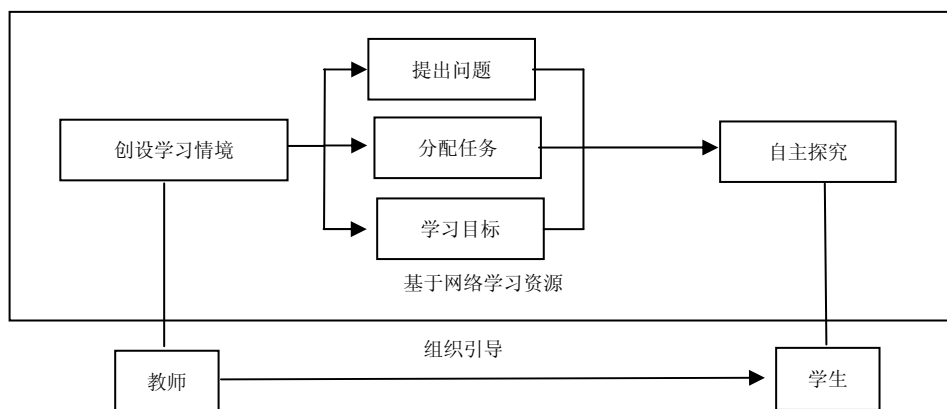 提出问题
创设学习情境
分配任务
自主探究
学习目标
基于网络学习资源
组织引导
教师
学生